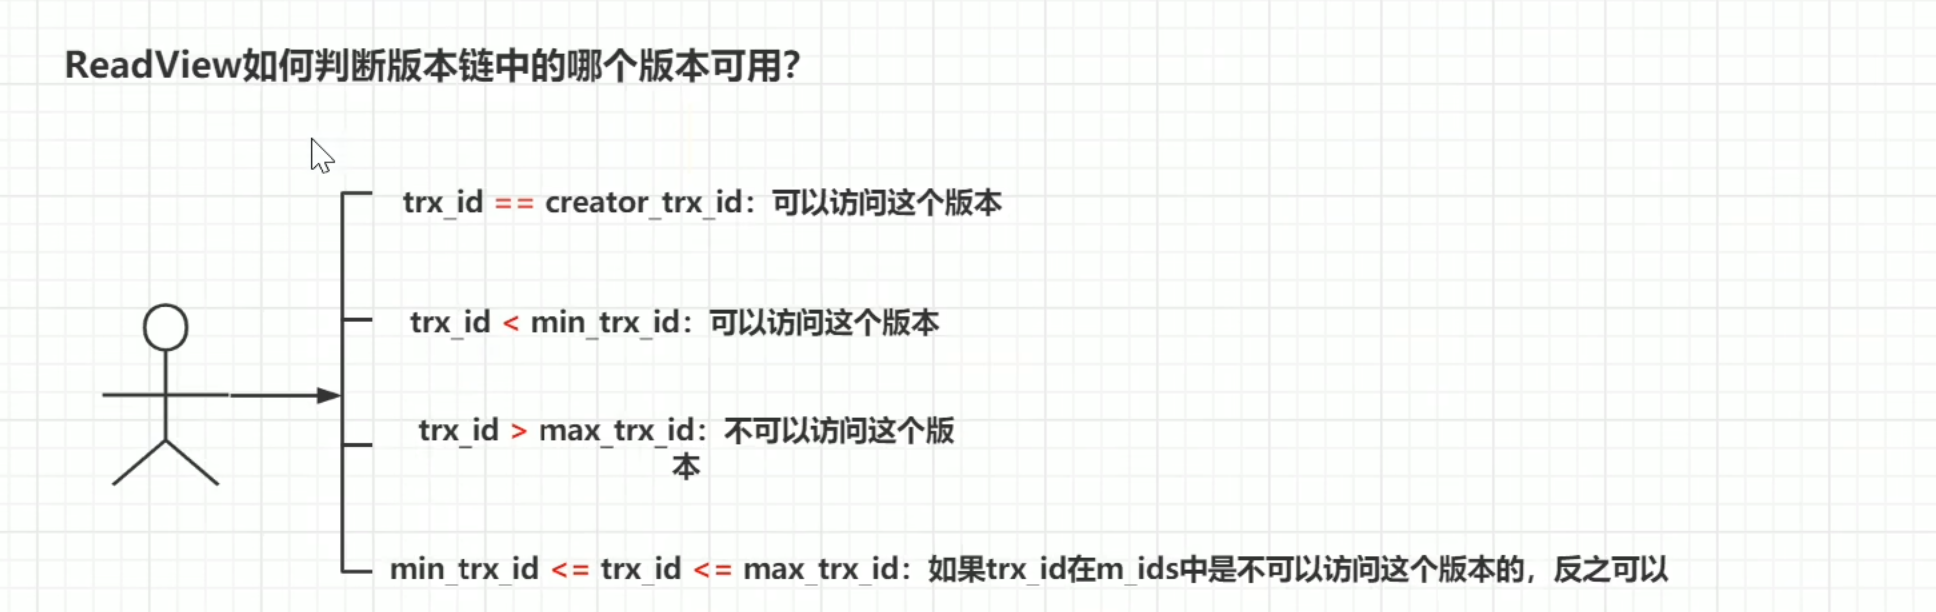 ReadView如何判断版本链中的哪个版本可用?
trx_id == creator_trx_id：可以访问这个版本
trx_id < min_trx_id：可以访问这个版本
trx_id > max_trx_id：不可以访问这个版
本
min_trx_id <= trx_id <= max_trx_id：如果trx_id在m_ids中是不可以访问这个版本的，反之可以